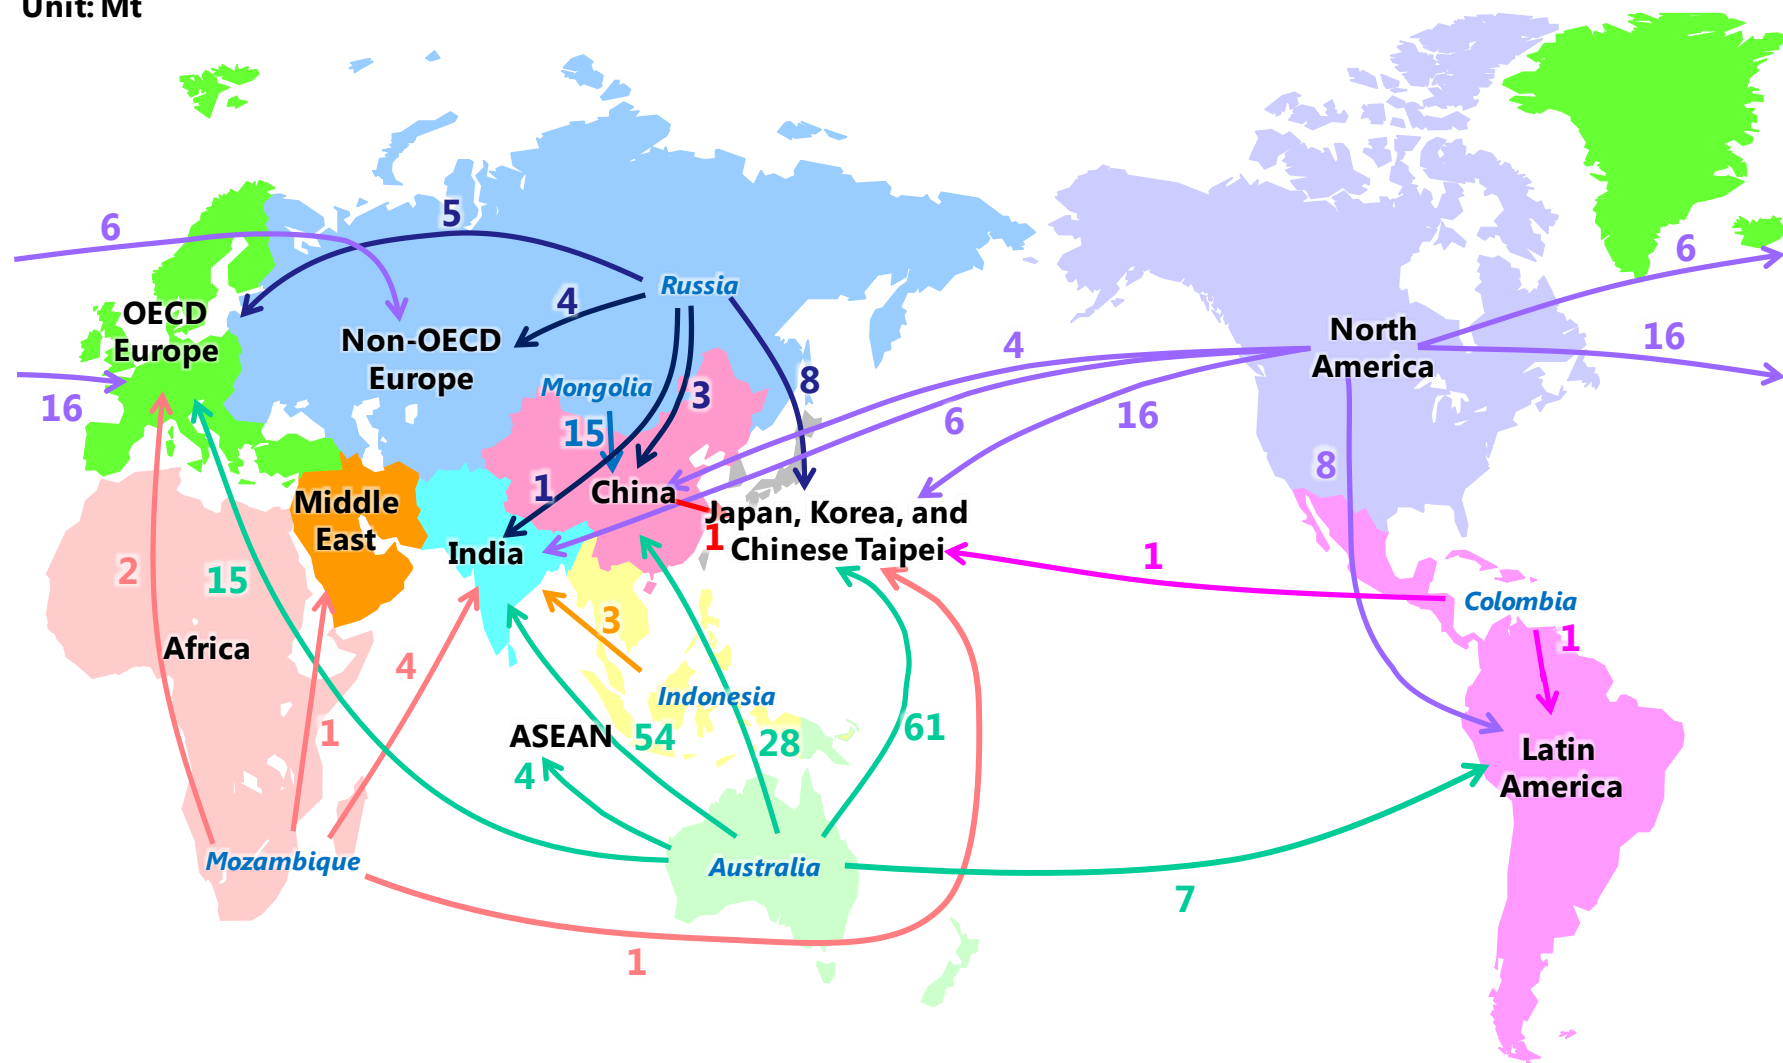 Unit: Mt
6
5
6
Russia
4
OECD
Europe
Non-OECD
Europe
North
America
16
4
Mongolia
3
8
16
6
16
15
8
China
1
Middle
East
Japan, Korea, and
Chinese Taipei
1
India
1
2
15
Colombia
3
1
Africa
4
Indonesia
ASEAN
54
28
61
1
4
Latin
America
Mozambique
Australia
7
1